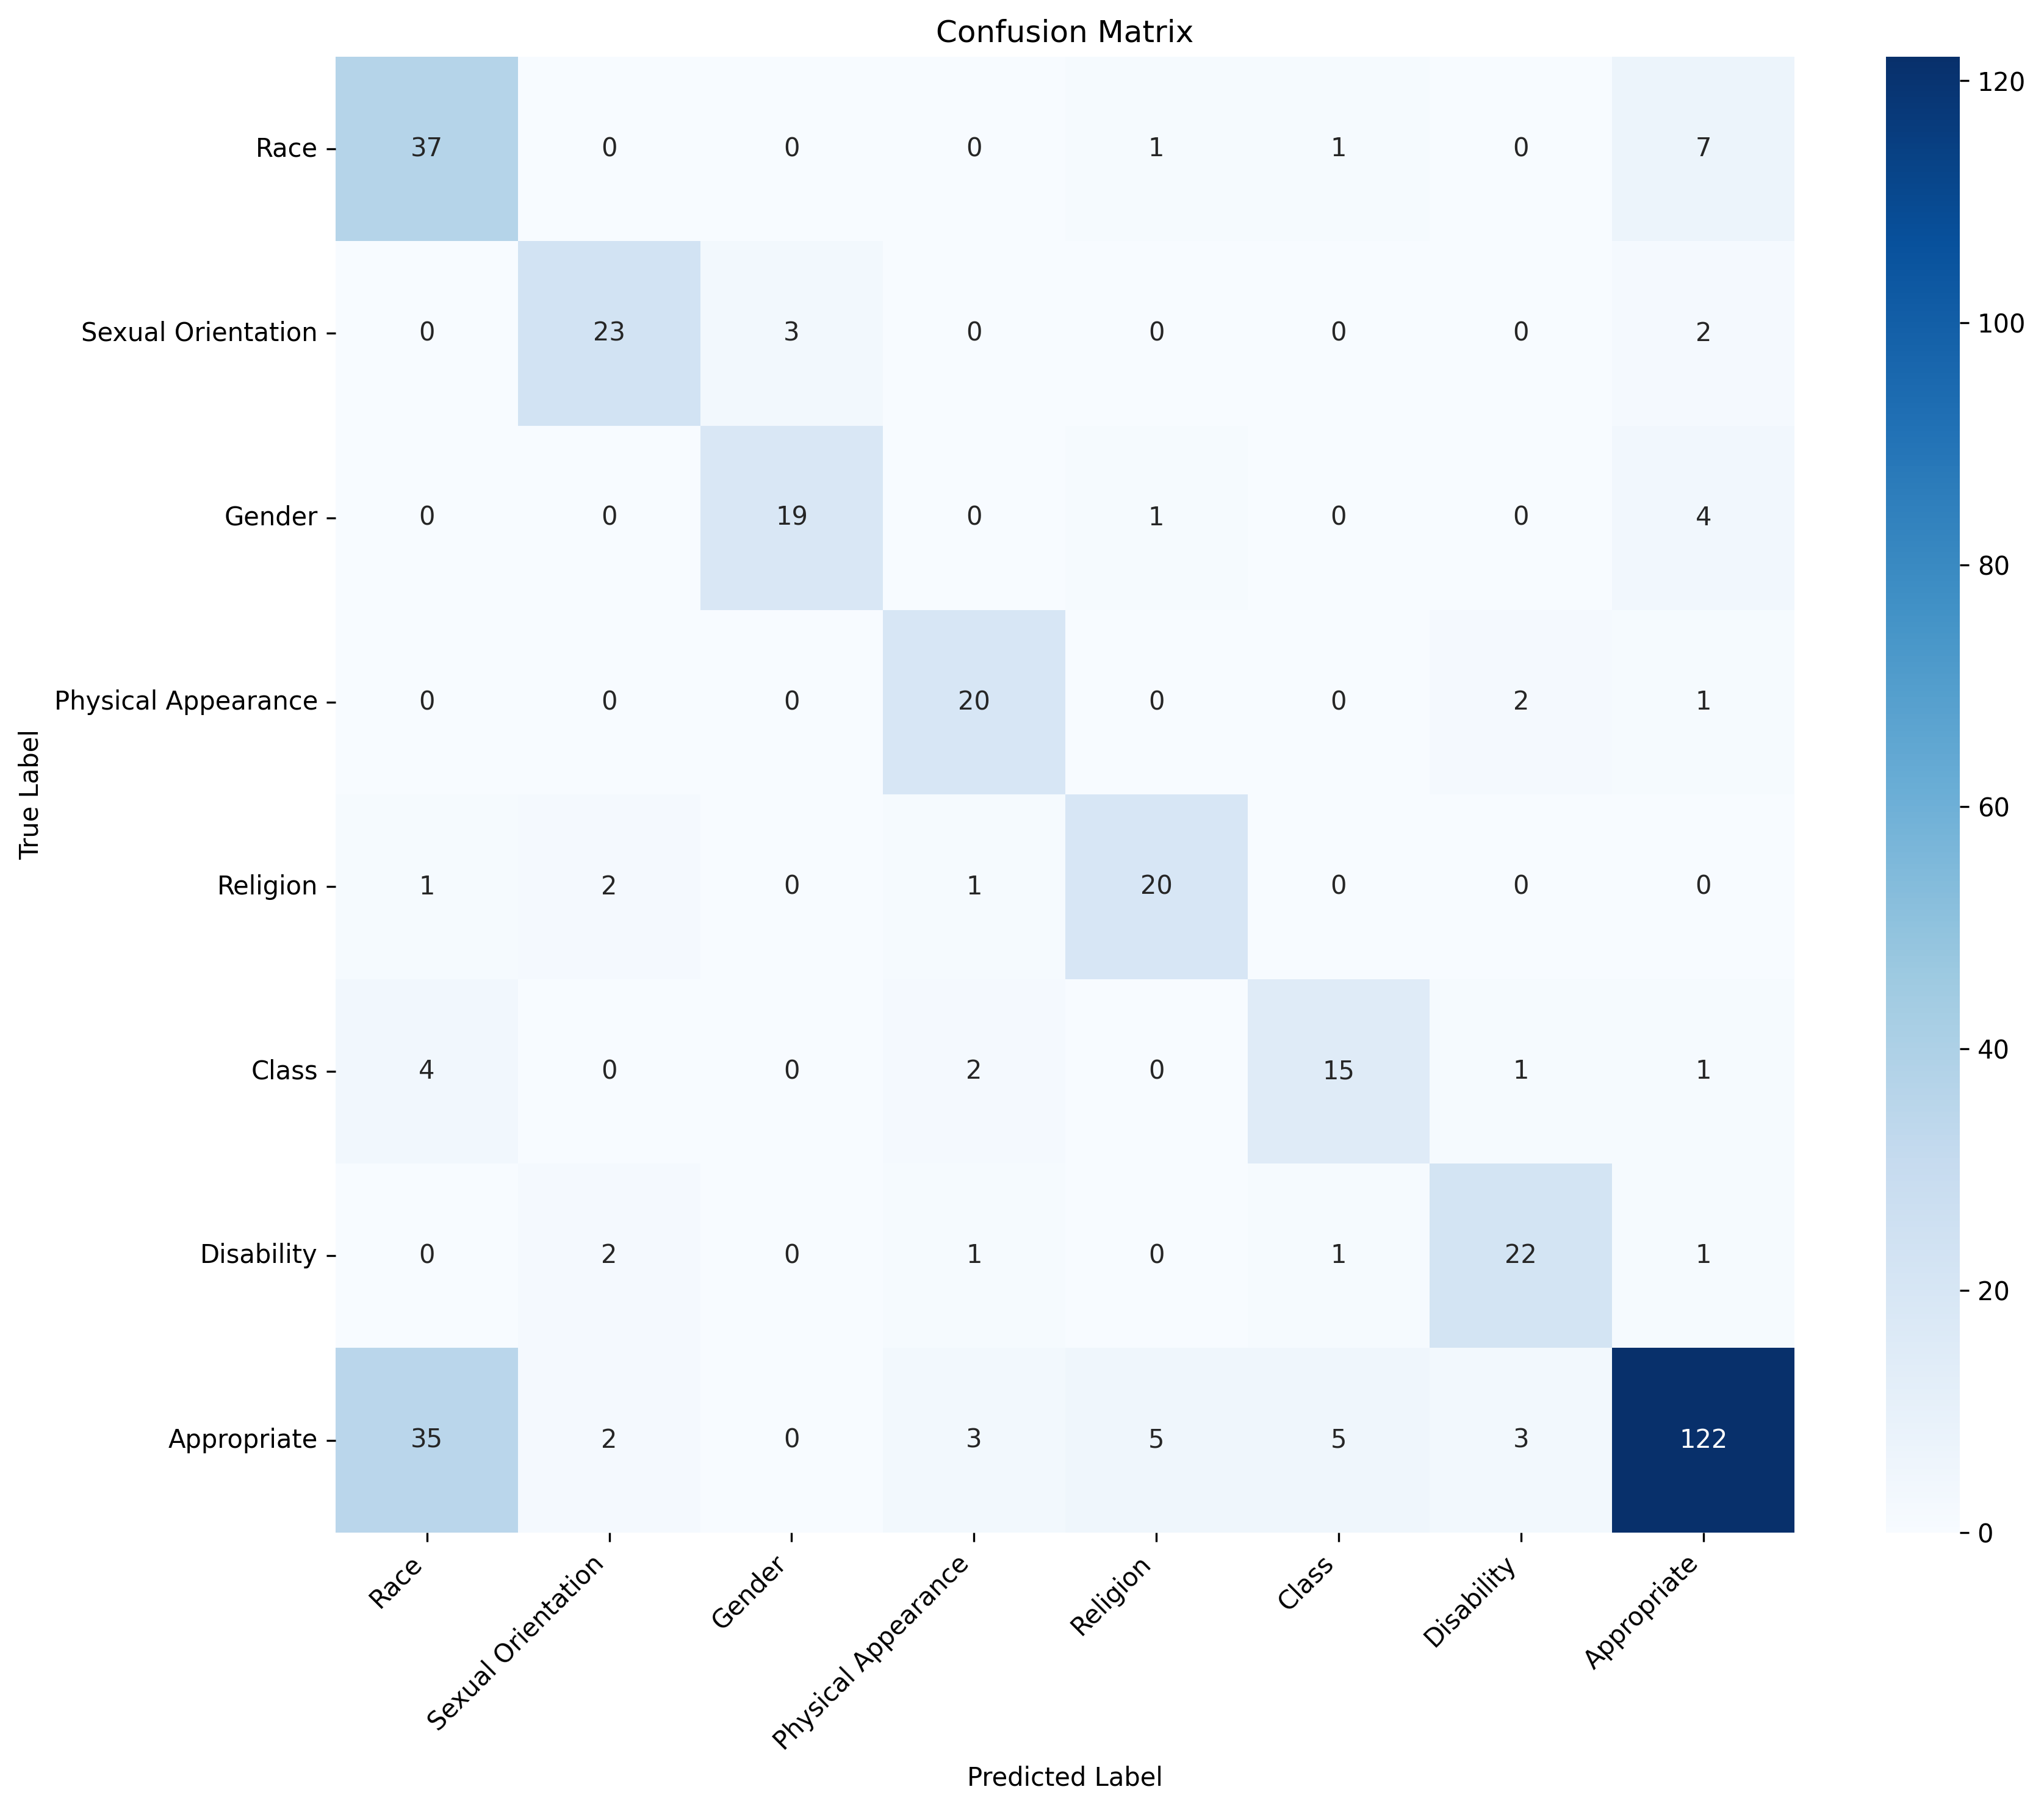 Confusion Matrix
Race 37 0 0 0 1 1 0 7
Sexual Orientation 0 23 3 0 0 0 0 2
Gender 0 0 19 0 1 0 0 4
Physical Appearance 0 0 0 20 0 0 2 1
Religion 1 2 0 1 20 0 0 0
Class 4 0 0 2 0 15 1 1
Disability 0 2 0 1 0 1 22 1
Appropriate 35 2 0 3 5 5 3 122
True Label
Race Sexual Orientation Gender Physical Appearance Religion Class Disability Appropriate
Predicted Label
120
100
80
60
40
20
0